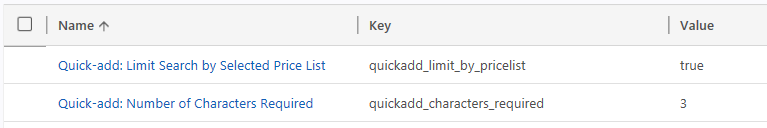 Name ↑ Key Value
Quick-add: Limit Search by Selected Price List quickadd_limit_by_pricelist true
Quick-add: Number of Characters Required quickadd_characters_required 3